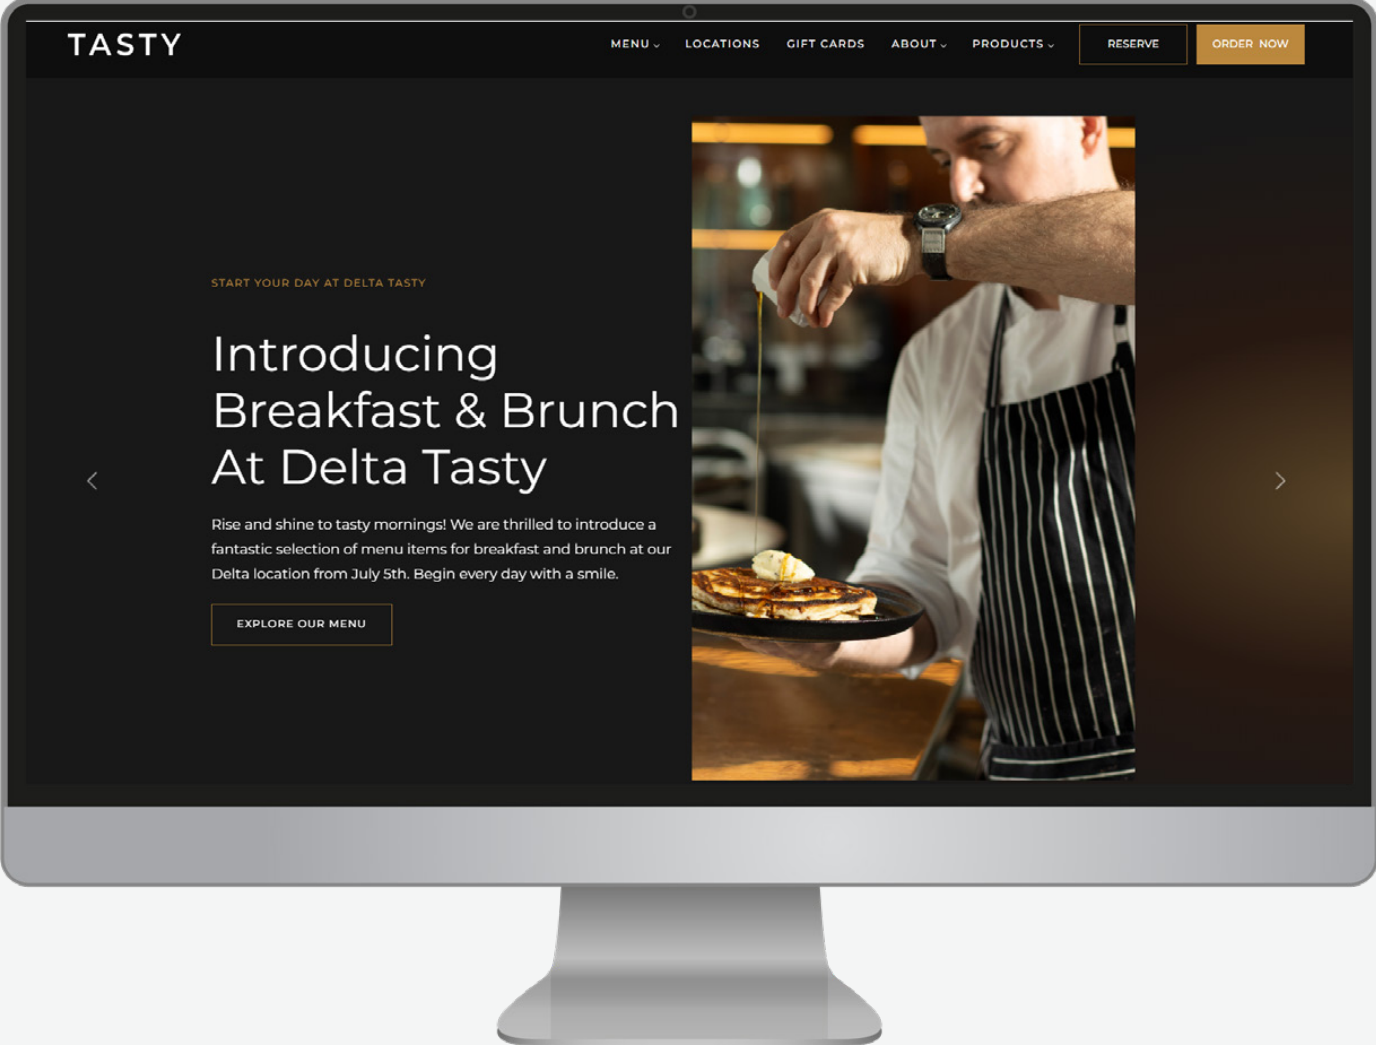 TASTY
MENU LOCATIONS GIFT CARDS ABOUT PRODUCTS RESERVE ORDER NOW
START YOUR DAY AT DELTA TASTY
Introducing
Breakfast & Brunch
At Delta Tasty
Rise and shine to tasty mornings! We are thrilled to introduce a
fantastic selection of menu items for breakfast and brunch at our
Delta location from July 5th. Begin every day with a smile.
EXPLORE OUR MENU